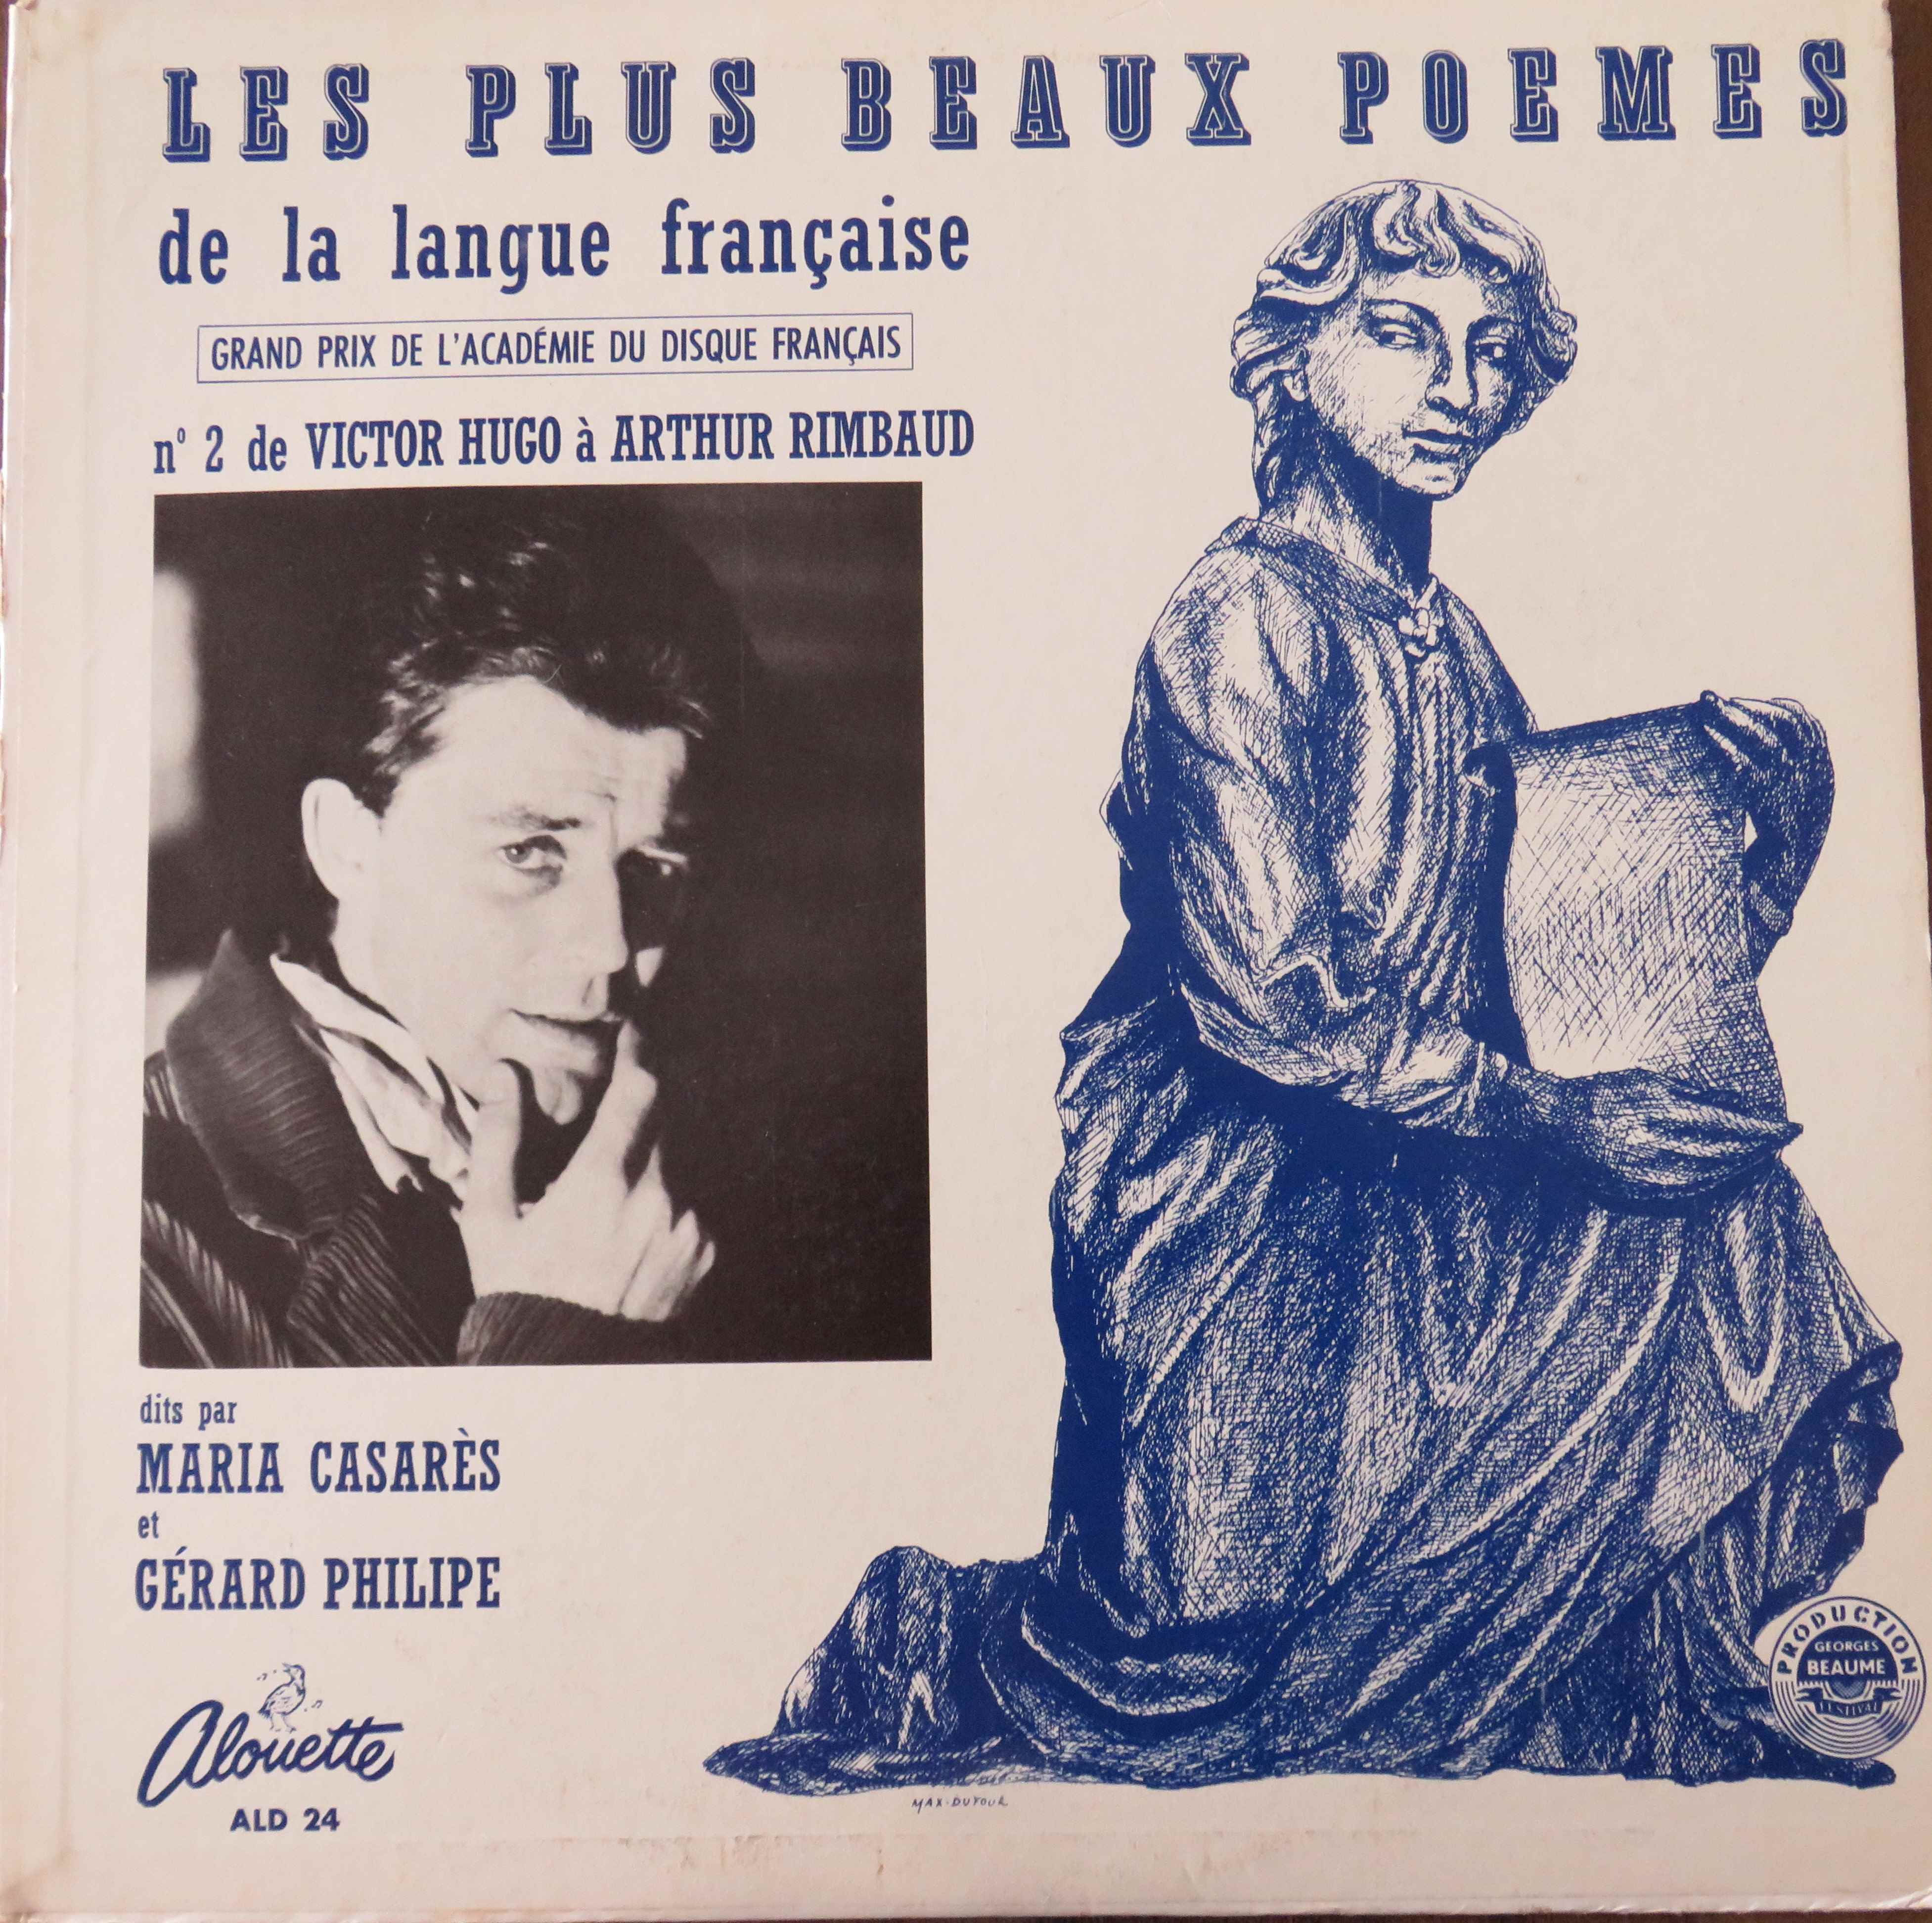 LES PLUS BEAUX POEMES
de la langue française
GRAND PRIX DE L'ACADÉMIE DU DISQUE FRANÇAIS
n° 2 de VICTOR HUGO à ARTHUR RIMBAUD
dits par
MARIA CASARÈS
et
GÉRARD PHILIPE
Alouette
ALD 24
MAX-DUFOUR
PRODUCTION
GEORGES
BEAUME
FESTIVAL